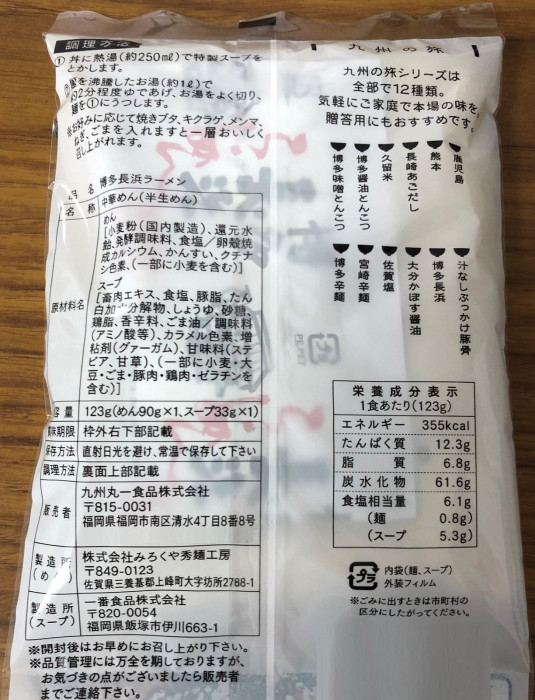 調理方法
① 丼に熱湯(約250mℓ)で特製スープを
とかします。
を沸騰したお湯(約1ℓ)で
約2分程度ゆであげ、お湯をよく切り、
麺を①にうつします。
※お好みに応じて焼きブタ、キクラゲ、メンマ、
ねぎ、ごまを入れますと一層おいしく
召し上がれます。
品名 博多長浜ラーメン
名称 中華めん(半生めん)
原材料名
めん
[小麦粉(国内製造)、還元水
飴、発酵調味料、食塩/卵殻焼
成カルシウム、かんすい、クチナ
シ色素、(一部に小麦を含む)]
スープ
[畜肉エキス、食塩、豚脂、たん
白加水分解物、しょうゆ、砂糖、
鶏脂、香辛料、ごま油/調味料
(アミノ酸等)、カラメル色素、増
粘剤(グァーガム)、甘味料(ステ
ビア、甘草)、(一部に小麦・大
豆・ごま・豚肉・鶏肉・ゼラチンを
含む)]
容量 123g(めん90g×1、スープ33g×1)
賞味期限 枠外右下部記載
保存方法 直射日光を避け、常温で保存して下さい
調理方法 裏面上部記載
販売者
九州丸一食品株式会社
〒815-0031
福岡県福岡市南区清水4丁目8番8号
製造所
(めん)
株式会社みろくや秀麺工房
〒849-0123
佐賀県三養基郡上峰町大字坊所2788-1
製造所
(スープ)
一番食品株式会社
〒820-0054
福岡県飯塚市伊川663-1
※開封後はお早めにお召し上がり下さい。
※品質管理には万全を期しておりますが、
お気づきの点がございましたら販売者
までご連絡下さい。
九州の旅
九州の旅シリーズは
全部で12種類。
気軽にご家庭で本場の味を。
贈答用にもおすすめです。
鹿児島
熊本
長崎あごだし
久留米
博多醤油とんこつ
博多味噌とんこつ
汁なしぶっかけ豚骨
博多長浜
大分かぼす醤油
佐賀塩
宮崎辛麺
博多辛麺
PE,PET
栄養成分表示
1食あたり(123g)
エネルギー 355kcal
たんぱく質 12.3g
脂質 6.8g
炭水化物 61.6g
食塩相当量 6.1g
(麺 0.8g)
(スープ 5.3g)
プラ
内袋(麺、スープ)
外装フィルム
※ごみに出すときは市町村の
区分にしたがってください。